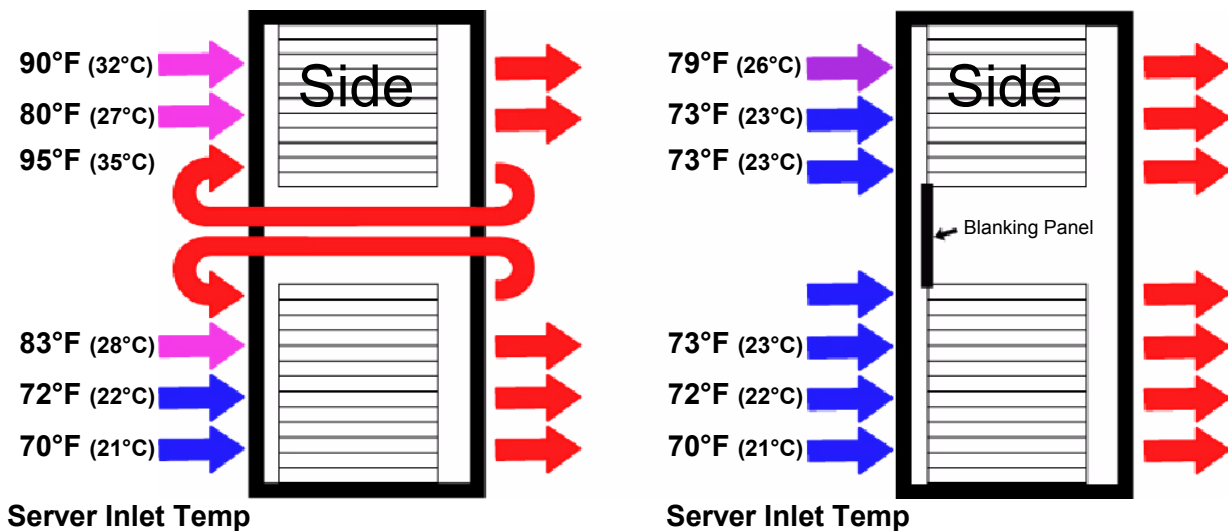 90°F (32°C)
80°F (27°C)
95°F (35°C)
83°F (28°C)
72°F (22°C)
70°F (21°C)
Side
Server Inlet Temp
79°F (26°C)
73°F (23°C)
73°F (23°C)
73°F (23°C)
72°F (22°C)
70°F (21°C)
Side
Blanking Panel
Server Inlet Temp